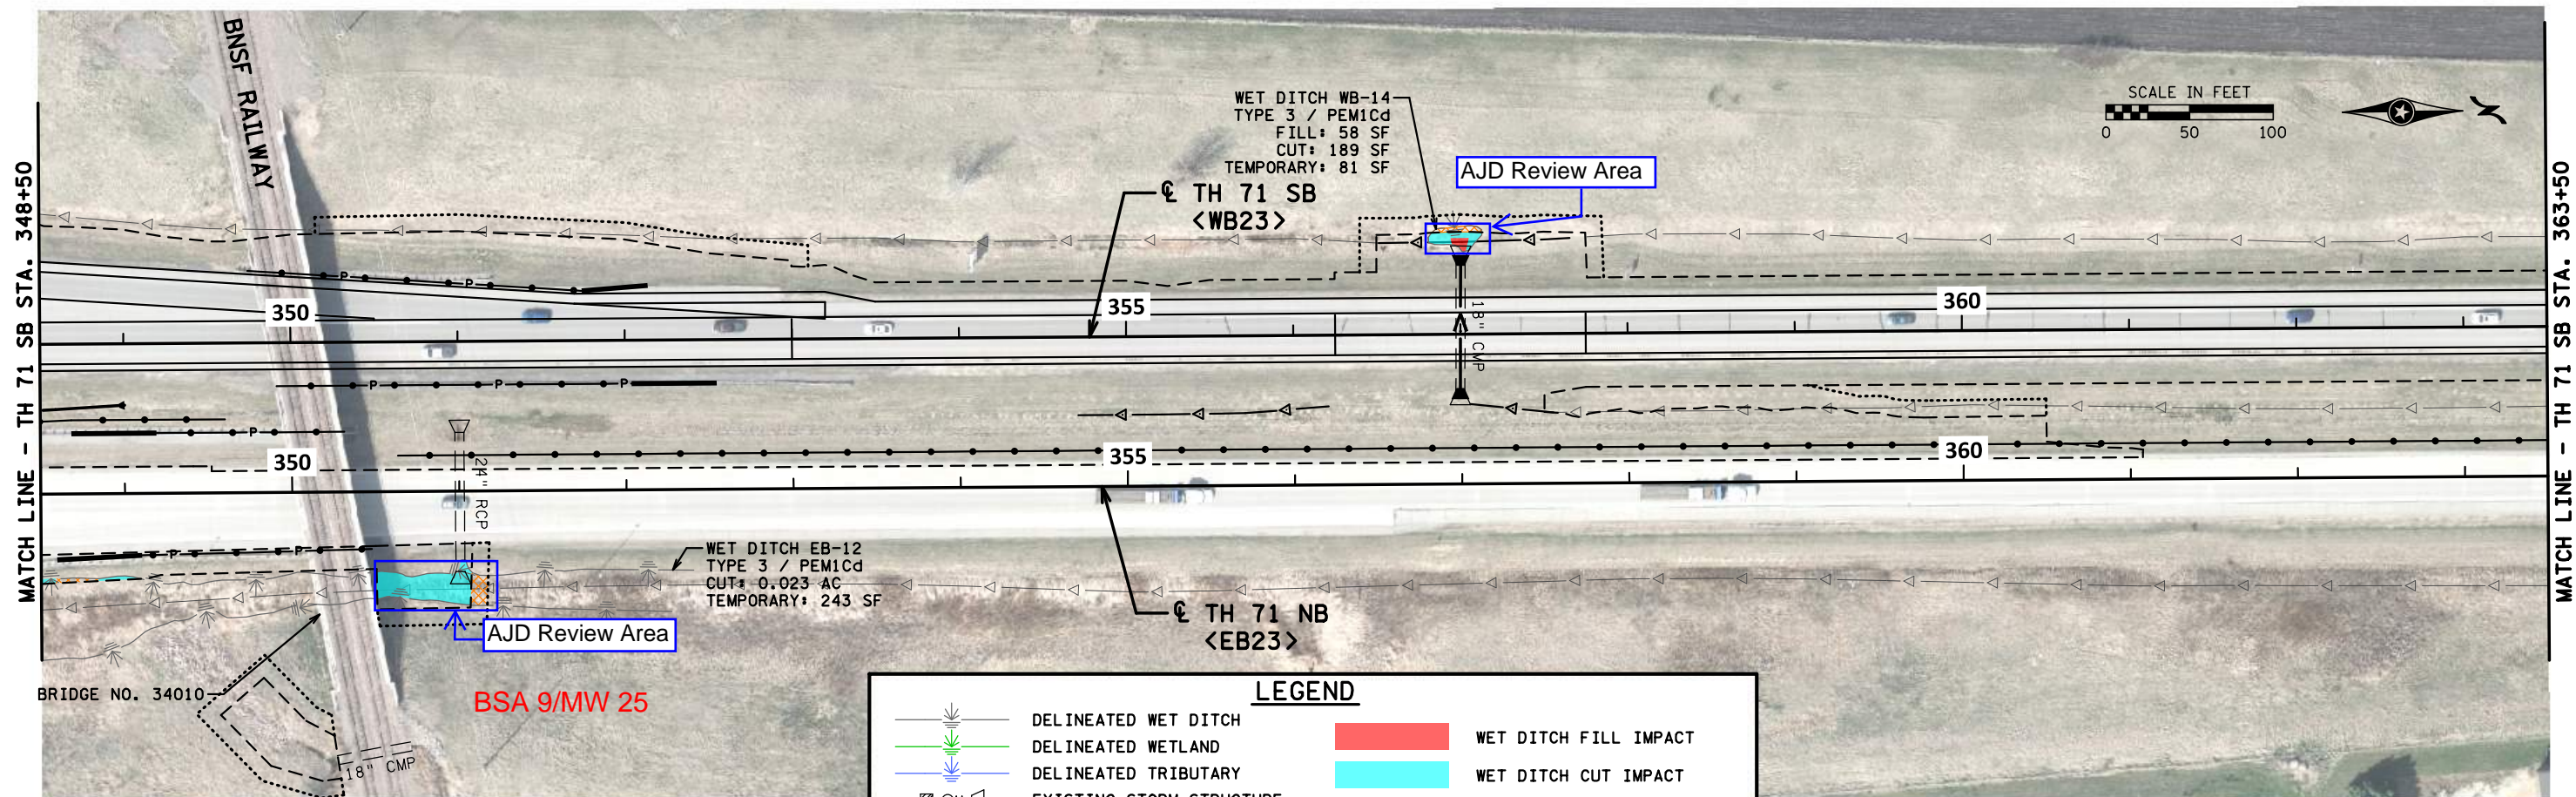 BNSF RAILWAY
WET DITCH WB-14
TYPE 3 / PEM1Cd
FILL: 58 SF
CUT: 189 SF
TEMPORARY: 81 SF
AJD Review Area
SCALE IN FEET
0 50 100
℄ TH 71 SB
<WB23>
MATCH LINE - TH 71 SB STA. 348+50
MATCH LINE - TH 71 SB STA. 363+50
P
P
350
355
360
18" CMP
P
P
P
P
350
355
360
24" RCP
P
P
WET DITCH EB-12
TYPE 3 / PEM1Cd
CUT: 0.023 AC
TEMPORARY: 243 SF
AJD Review Area
℄ TH 71 NB
<EB23>
BRIDGE NO. 34010
BSA 9/MW 25
18" CMP
LEGEND
DELINEATED WET DITCH
DELINEATED WETLAND
DELINEATED TRIBUTARY
EXISTING STORM STRUCTURE
WET DITCH FILL IMPACT
WET DITCH CUT IMPACT